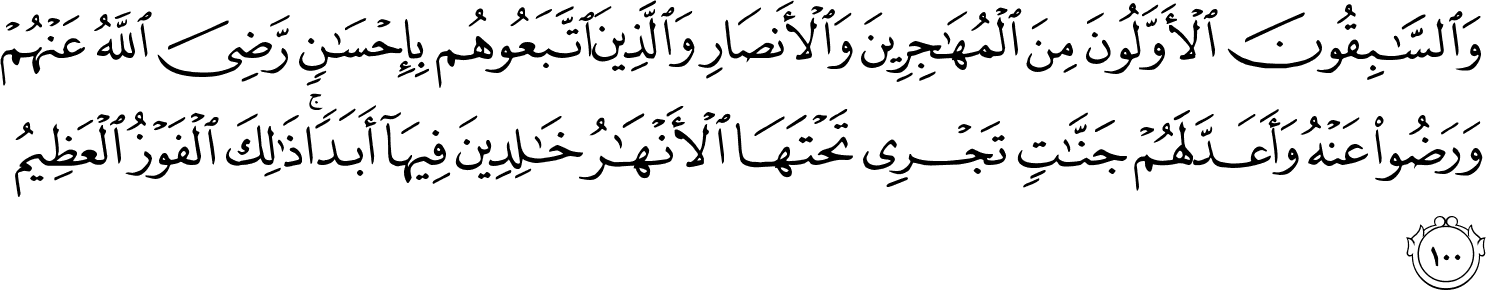 وَٱلسَّـٰبِقُونَ ٱلْأَوَّلُونَ مِنَ ٱلْمُهَـٰجِرِينَ وَٱلْأَنصَارِ وَٱلَّذِينَ ٱتَّبَعُوهُم بِإِحْسَـٰنٍ رَّضِىَ ٱللَّهُ عَنْهُمْ
وَرَضُوا۟ عَنْهُ وَأَعَدَّ لَهُمْ جَنَّـٰتٍ تَجْرِى تَحْتَهَا ٱلْأَنْهَـٰرُ خَـٰلِدِينَ فِيهَآ أَبَدًا ۚ ذَٰلِكَ ٱلْفَوْزُ ٱلْعَظِيمُ
١٠٠